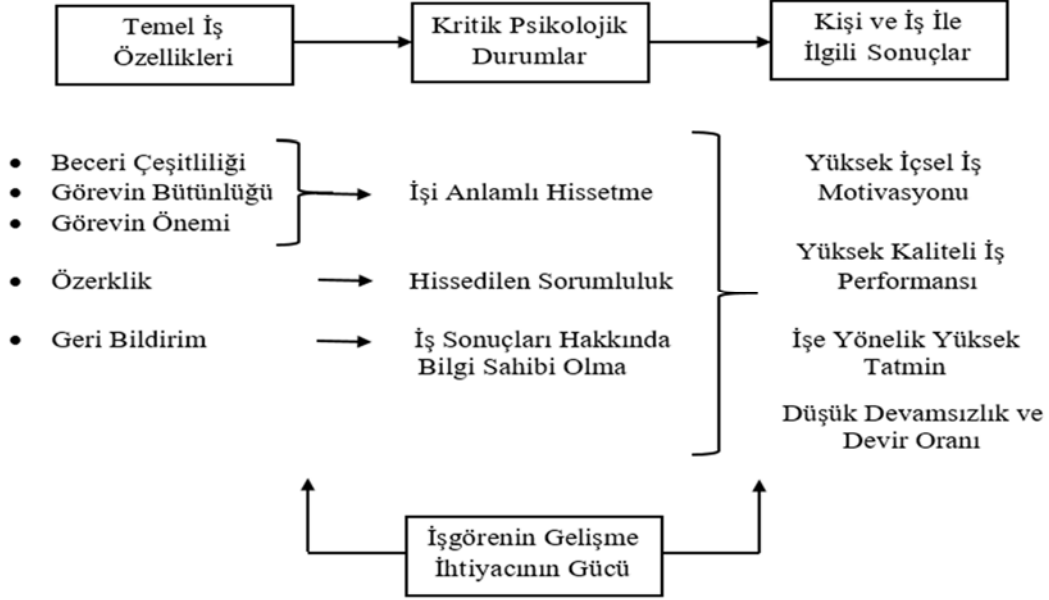 Temel İş
Özellikleri
Kritik Psikolojik
Durumlar
Kişi ve İş İle
İlgili Sonuçlar
• Beceri Çeşitliliği
• Görevin Bütünlüğü
• Görevin Önemi
• Özerklik
• Geri Bildirim
İşi Anlamlı Hissetme
Hissedilen Sorumluluk
İş Sonuçları Hakkında
Bilgi Sahibi Olma
Yüksek İçsel İş
Motivasyonu
Yüksek Kaliteli İş
Performansı
İşe Yönelik Yüksek
Tatmin
Düşük Devamsızlık ve
Devir Oranı
İşgörenin Gelişme
İhtiyacının Gücü